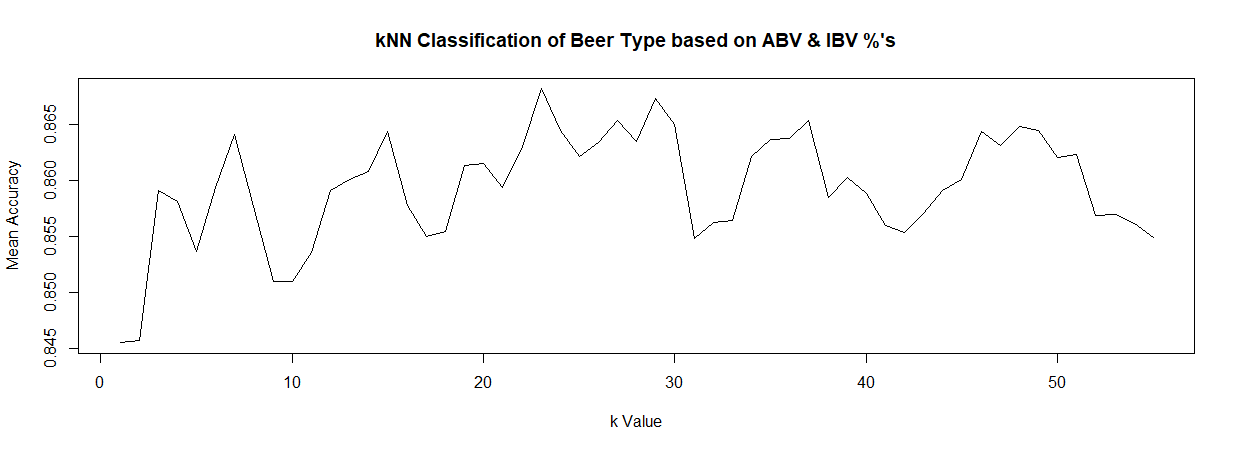 kNN Classification of Beer Type based on ABV & IBV %'s
Mean Accuracy
0.865
0.860
0.855
0.850
0.845
0 10 20 30 40 50
k Value